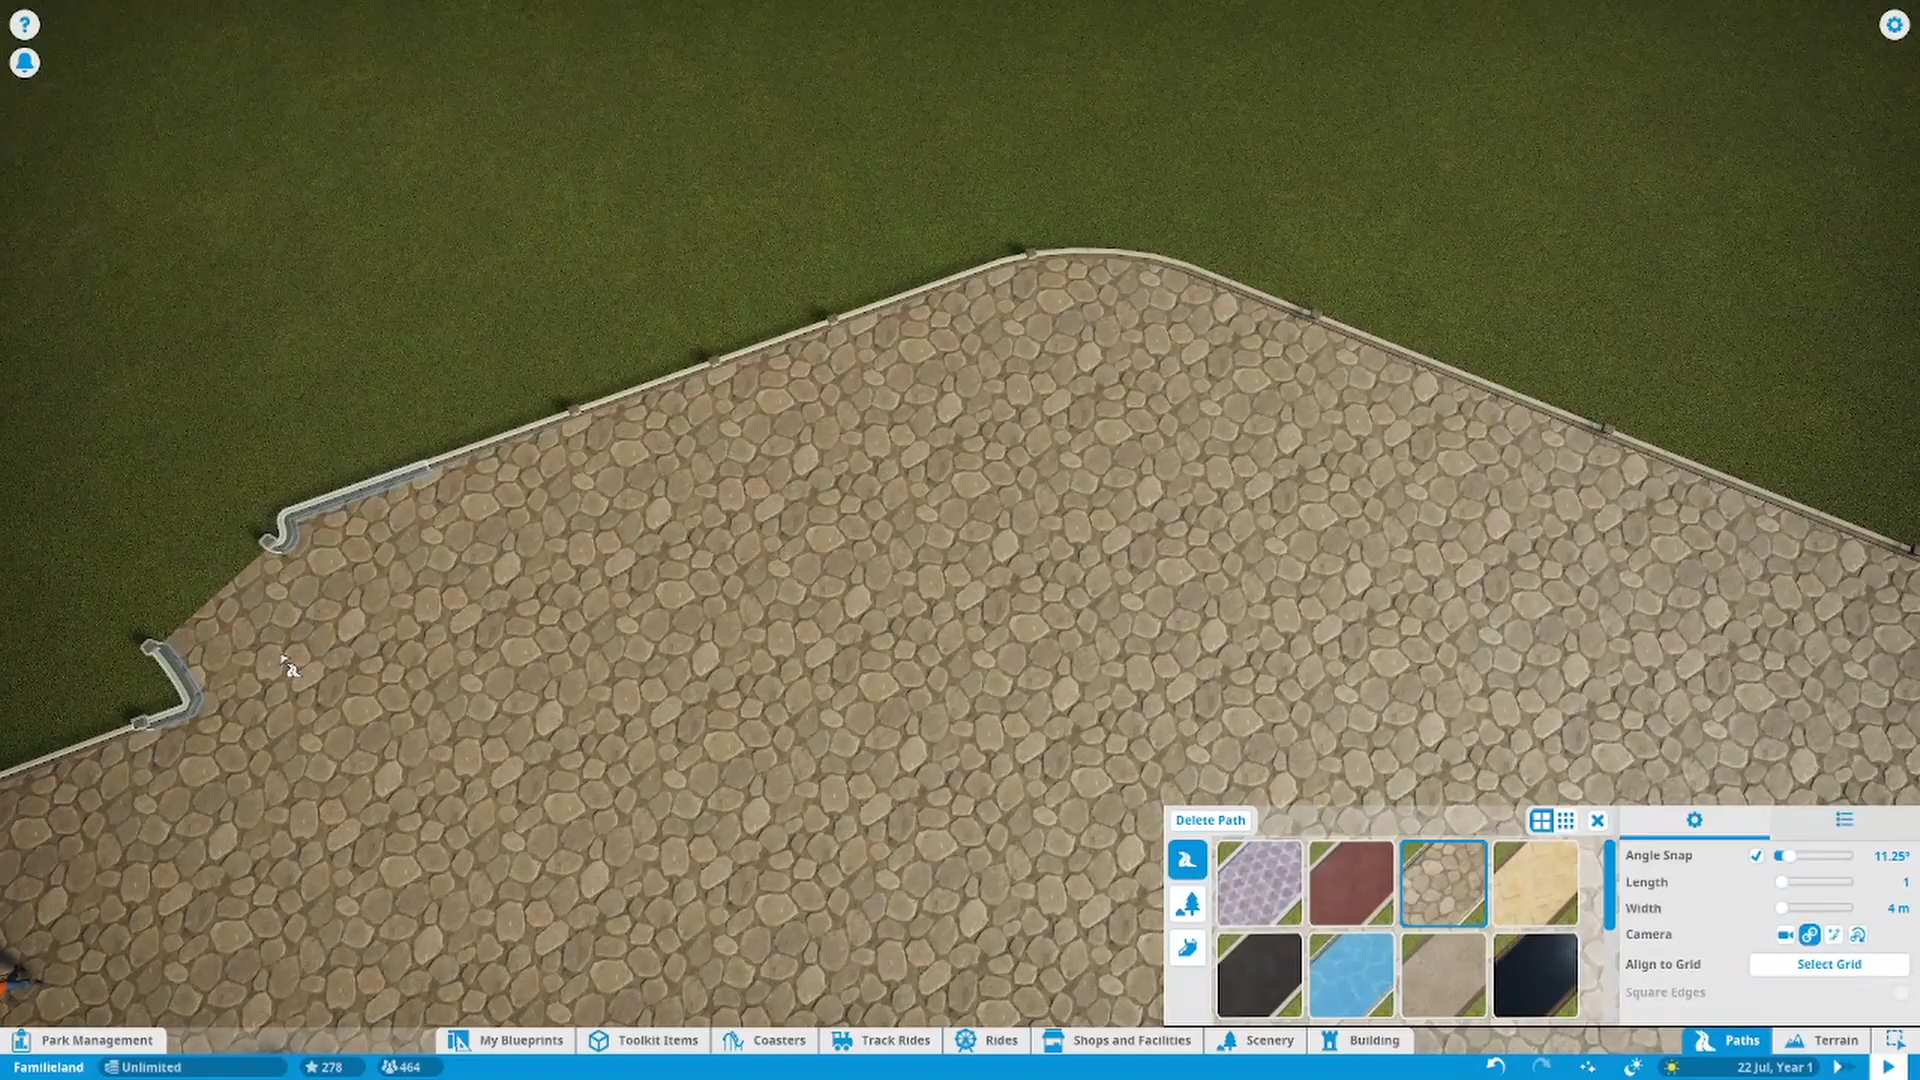 ?
Delete Path
Angle Snap 11.25°
Length 1
Width 4 m
Camera
Align to Grid Select Grid
Square Edges
Park Management My Blueprints Toolkit Items Coasters Track Rides Rides Shops and Facilities Scenery Building Paths Terrain
Familieland Unlimited 278 464 22 Jul, Year 1